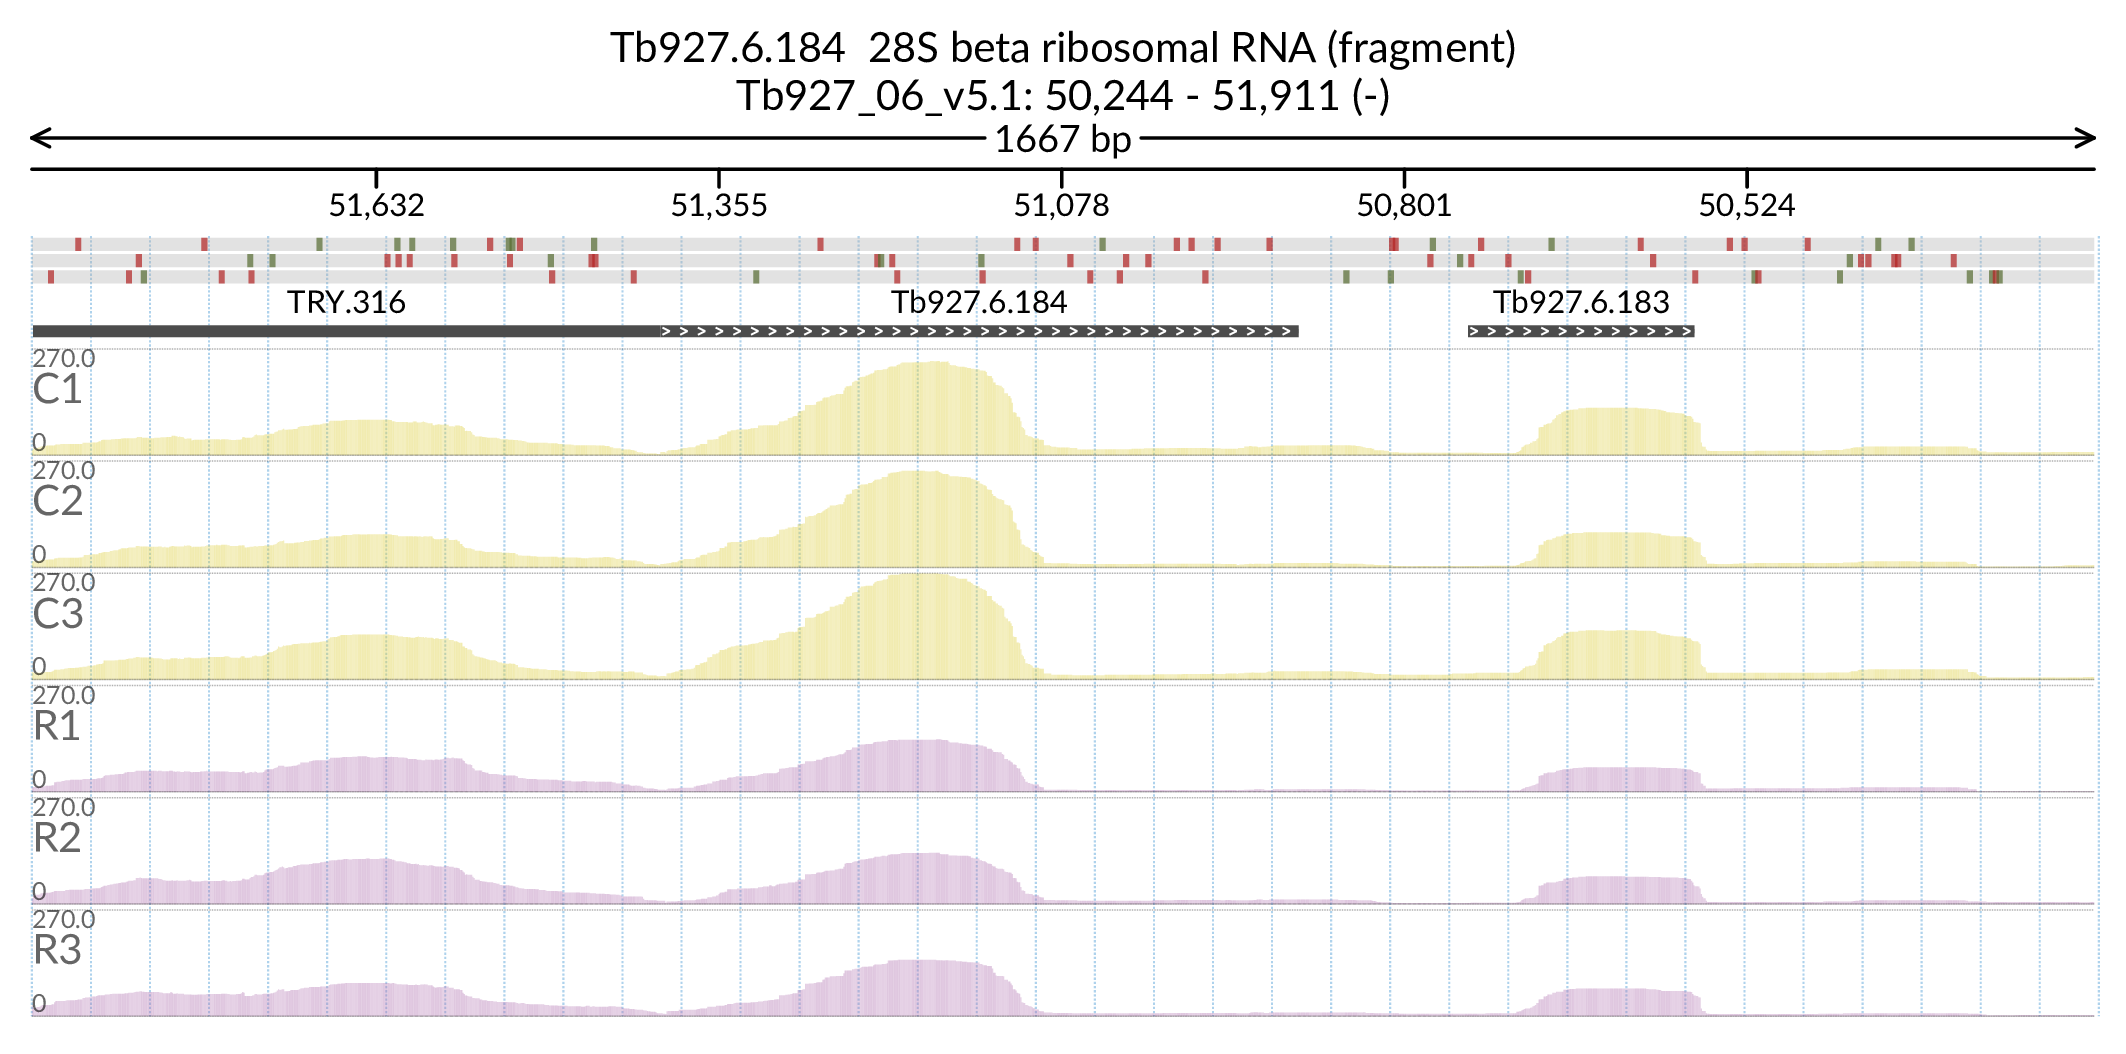 Tb927.6.184  28S beta ribosomal RNA (fragment)
Tb927_06_v5.1: 50,244 - 51,911 (-)
1667 bp
51,632 51,355 51,078 50,801 50,524
TRY.316 Tb927.6.184 Tb927.6.183
270.0
C1
0
270.0
C2
0
270.0
C3
0
270.0
R1
0
270.0
R2
0
270.0
R3
0